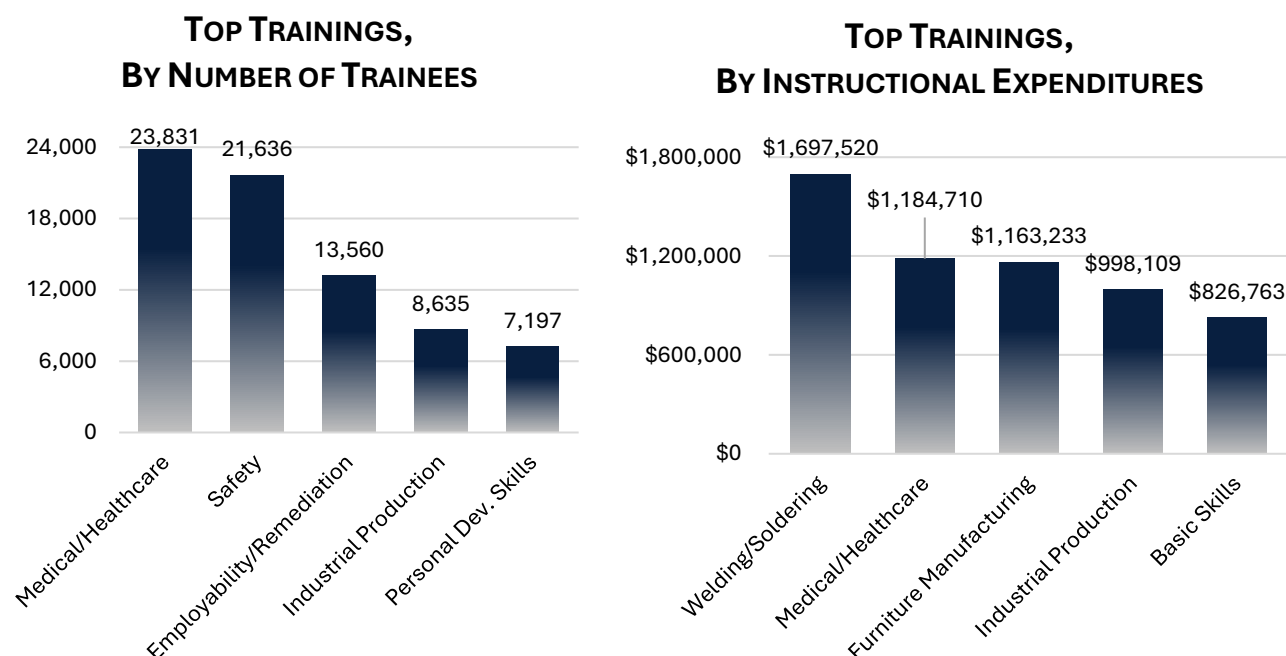 TOP TRAININGS,
BY NUMBER OF TRAINEES
24,000
18,000
12,000
6,000
0
23,831
21,636
13,560
8,635
7,197
Medical/Healthcare
Safety
Employability/Remediation
Industrial Production
Personal Dev. Skills
TOP TRAININGS,
BY INSTRUCTIONAL EXPENDITURES
$1,800,000
$1,200,000
$600,000
$0
$1,697,520
$1,184,710
$1,163,233
$998,109
$826,763
Welding/Soldering
Medical/Healthcare
Furniture Manufacturing
Industrial Production
Basic Skills